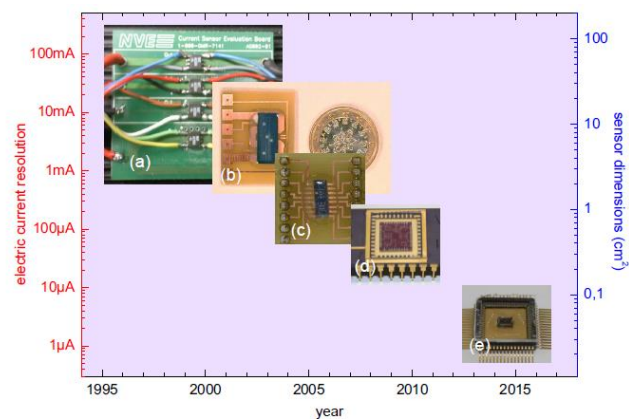 100mA
10mA
1mA
100µA
10µA
1µA
electric current resolution
100
10
1
0,1
sensor dimensions (cm²)
NVE Current Sensor Evaluation Board
(a)
(b)
(c)
(d)
(e)
1995
2000
2005
2010
2015
year